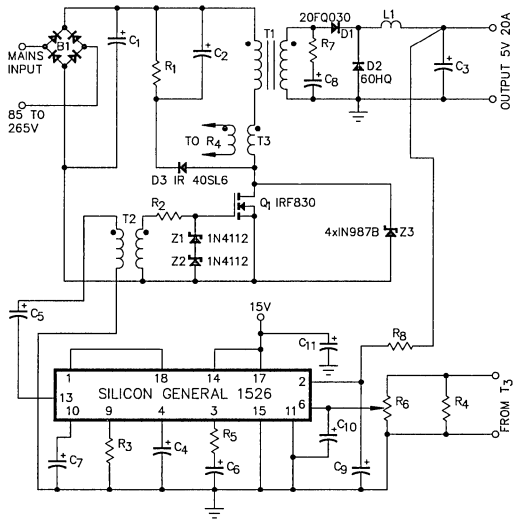 B1
MAINS
INPUT
85 TO
265V
C1
C2
R1
T1
20FQ030
D1
R7
C8
D2
60HQ
L1
C3
OUTPUT 5V 20A
TO R4
T3
D3 IR 40SL6
Q1 IRF830
T2
R2
Z1
1N4112
Z2
1N4112
4xIN987B
Z3
C5
15V
C11
R8
1
18
14
17
2
SILICON GENERAL 1526
13
6
10
9
4
3
15
11
C7
R3
C4
R5
C6
C10
C9
R6
R4
FROM T3